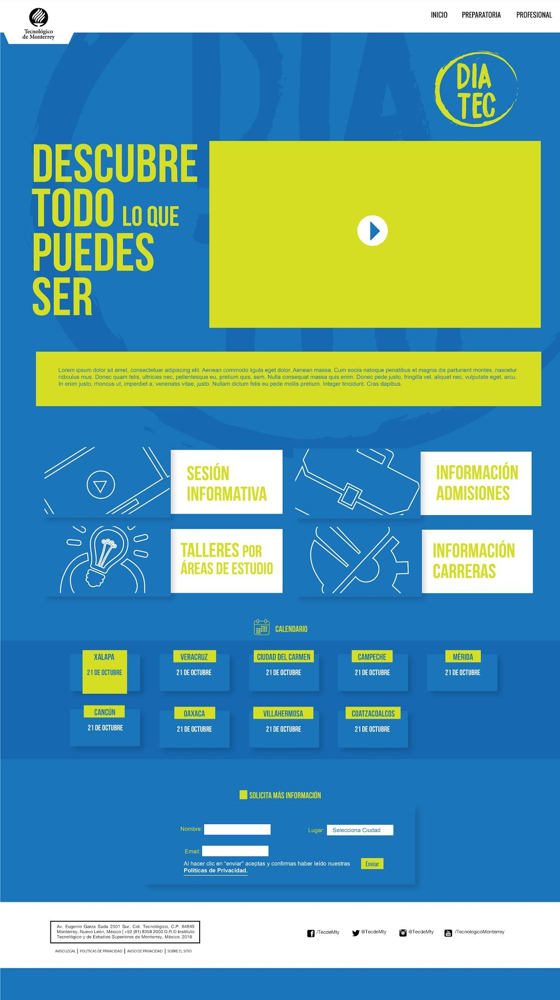 Tecnológico
de Monterrey
INICIO PREPARATORIA PROFESIONAL
DIA
TEC
DESCUBRE
TODO LO QUE
PUEDES
SER
Lorem ipsum dolor sit amet, consectetuer adipiscing elit. Aenean commodo ligula eget dolor. Aenean massa. Cum sociis natoque penatibus et magnis dis parturient montes, nascetur
ridiculus mus. Donec quam felis, ultricies nec, pellentesque eu, pretium quis, sem. Nulla consequat massa quis enim. Donec pede justo, fringilla vel, aliquet nec, vulputate eget, arcu.
In enim justo, rhoncus ut, imperdiet a, venenatis vitae, justo. Nullam dictum felis eu pede mollis pretium. Integer tincidunt. Cras dapibus.
SESIÓN
INFORMATIVA
INFORMACIÓN
ADMISIONES
TALLERES POR
ÁREAS DE ESTUDIO
INFORMACIÓN
CARRERAS
CALENDARIO
XALAPA
21 DE OCTUBRE
VERACRUZ
21 DE OCTUBRE
CIUDAD DEL CARMEN
21 DE OCTUBRE
CAMPECHE
21 DE OCTUBRE
MÉRIDA
21 DE OCTUBRE
CANCÚN
21 DE OCTUBRE
OAXACA
21 DE OCTUBRE
VILLAHERMOSA
21 DE OCTUBRE
COATZACOALCOS
21 DE OCTUBRE
SOLICITA MÁS INFORMACIÓN
Nombre:
Lugar: Selecciona Ciudad
Email:
Al hacer clic en “enviar” aceptas y confirmas haber leído nuestras
Políticas de Privacidad.
Enviar
Av. Eugenio Garza Sada 2501 Sur, Col. Tecnológico, C.P. 64849
Monterrey, Nuevo León, México | +52 (81) 8358 2000 D.R.© Instituto
Tecnológico y de Estudios Superiores de Monterrey, México. 2016
AVISO LEGAL | POLÍTICAS DE PRIVACIDAD | AVISO DE PRIVACIDAD | SOBRE EL SITIO
/TecdeMty @TecdeMty @TecdeMty /TecnologicoMonterrey